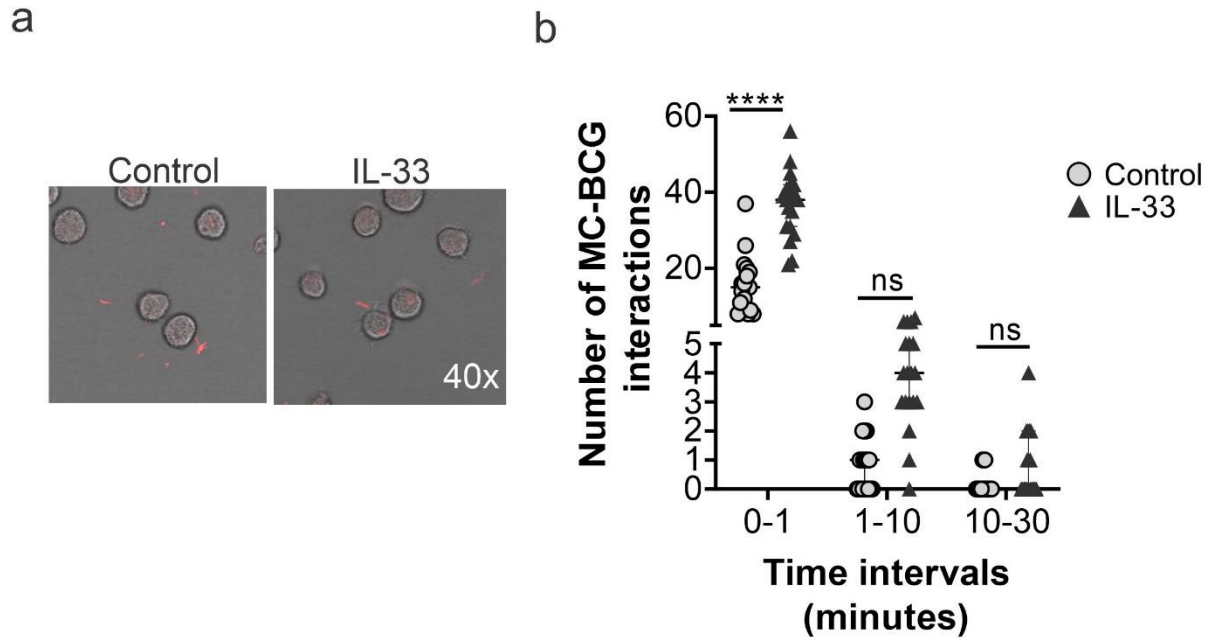 a
Control
IL-33
40x
b
Number of MC-BCG
interactions
60
40
20
5
4
3
2
1
0
****
ns
ns
Control
IL-33
0-1
1-10
10-30
Time intervals
(minutes)